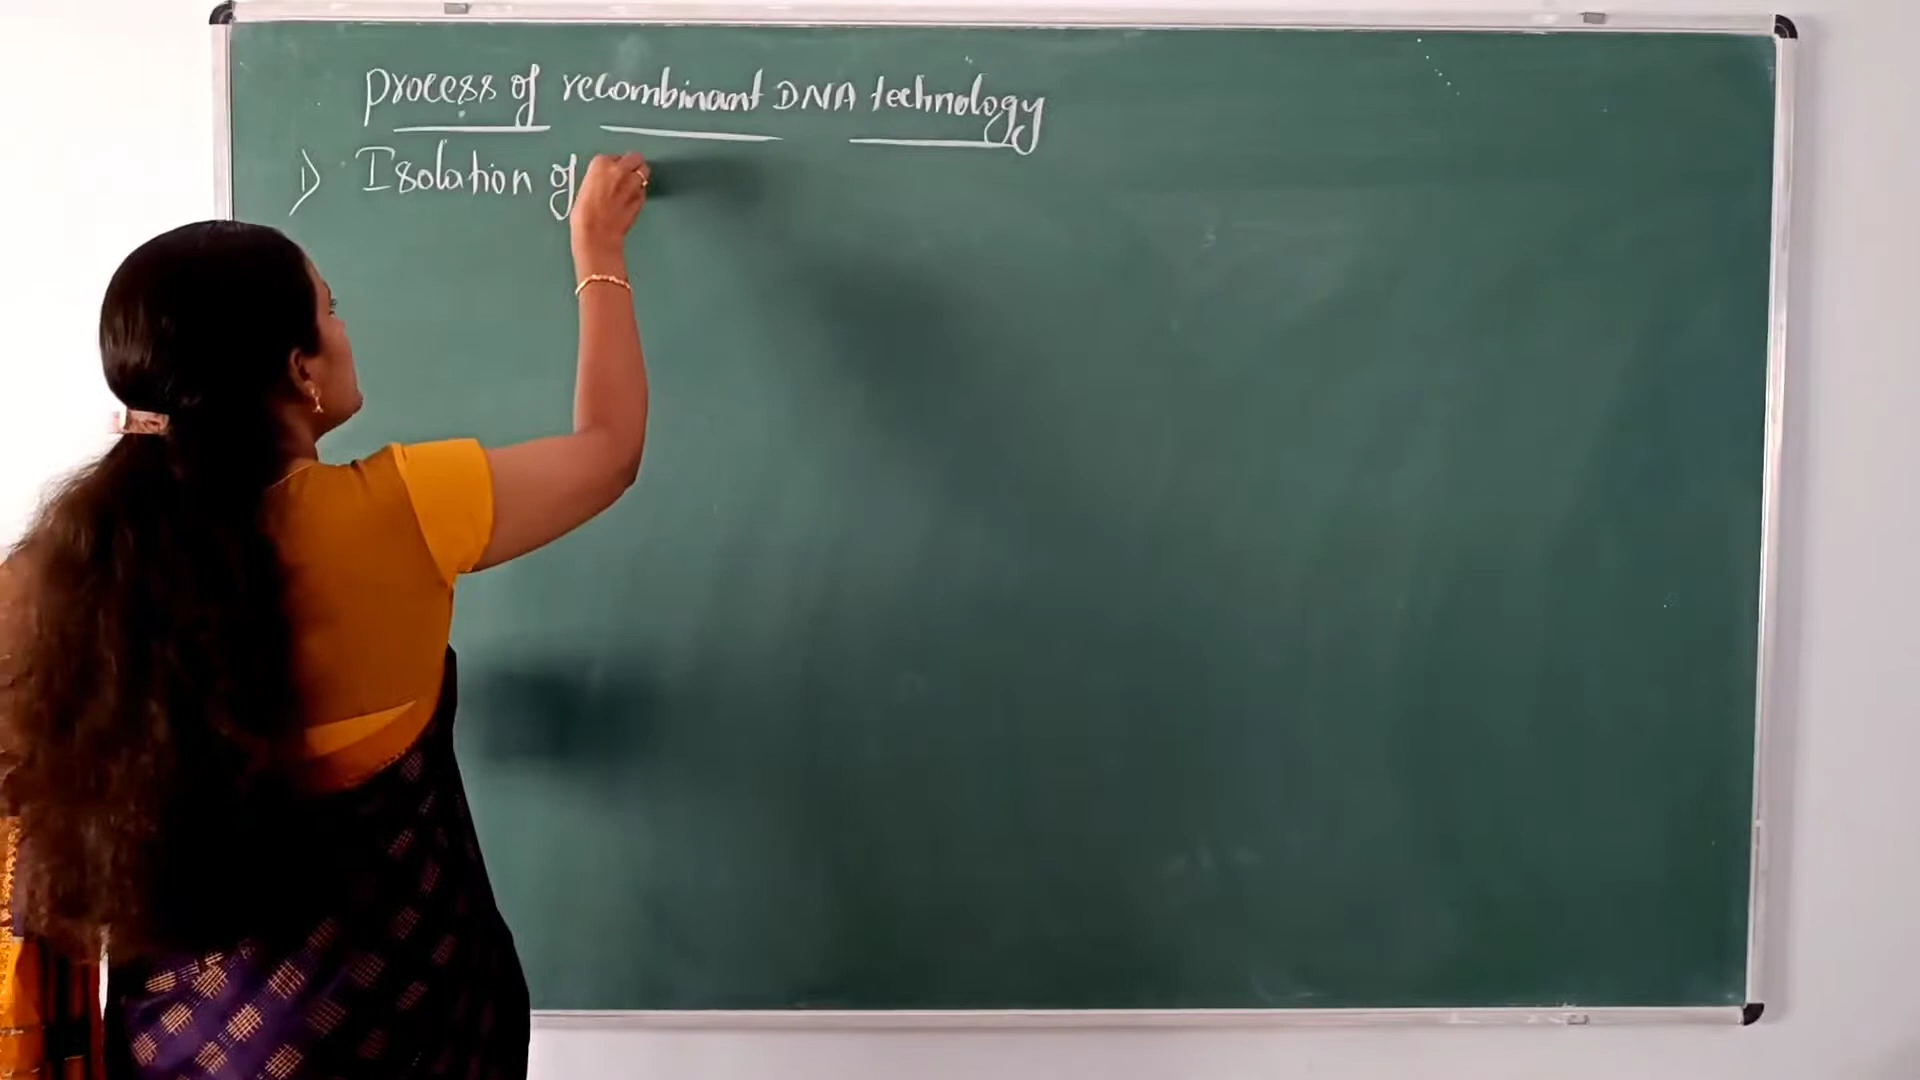 Process of recombinant DNA technology
1) Isolation of